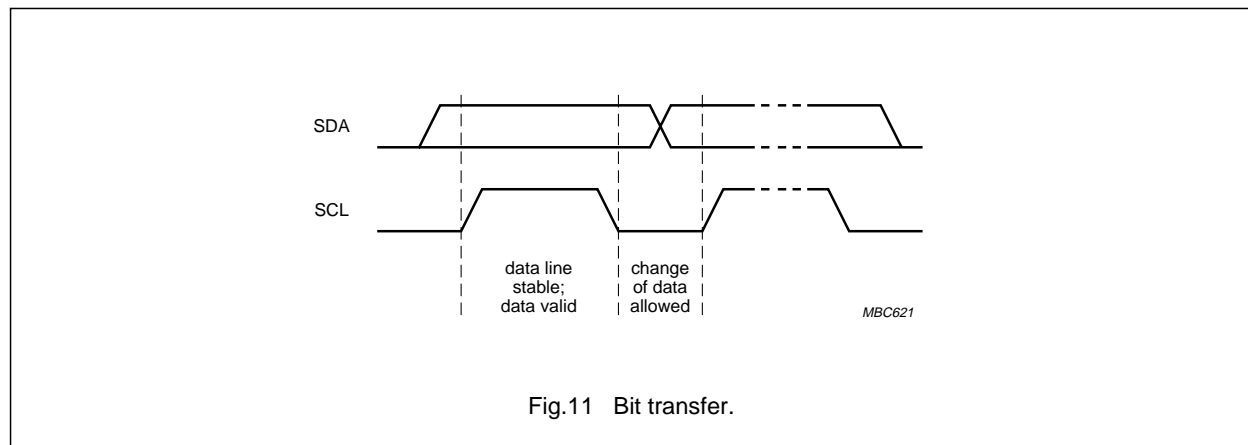 SDA
SCL
data line
stable;
data valid
change
of data
allowed
MBC621
Fig.11 Bit transfer.